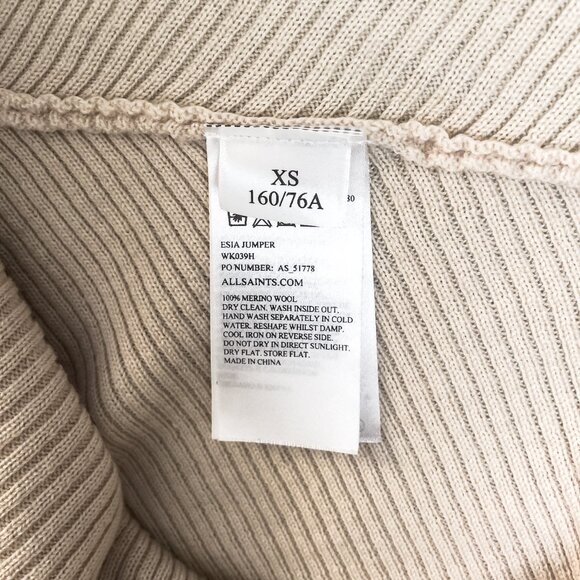 XS
160/76A
80
ESIA JUMPER
WK039H
PO NUMBER: AS_51778
ALLSAINTS.COM
100% MERINO WOOL
DRY CLEAN. WASH INSIDE OUT.
HAND WASH SEPARATELY IN COLD
WATER. RESHAPE WHILST DAMP.
COOL IRON ON REVERSE SIDE.
DO NOT DRY IN DIRECT SUNLIGHT.
DRY FLAT. STORE FLAT.
MADE IN CHINA